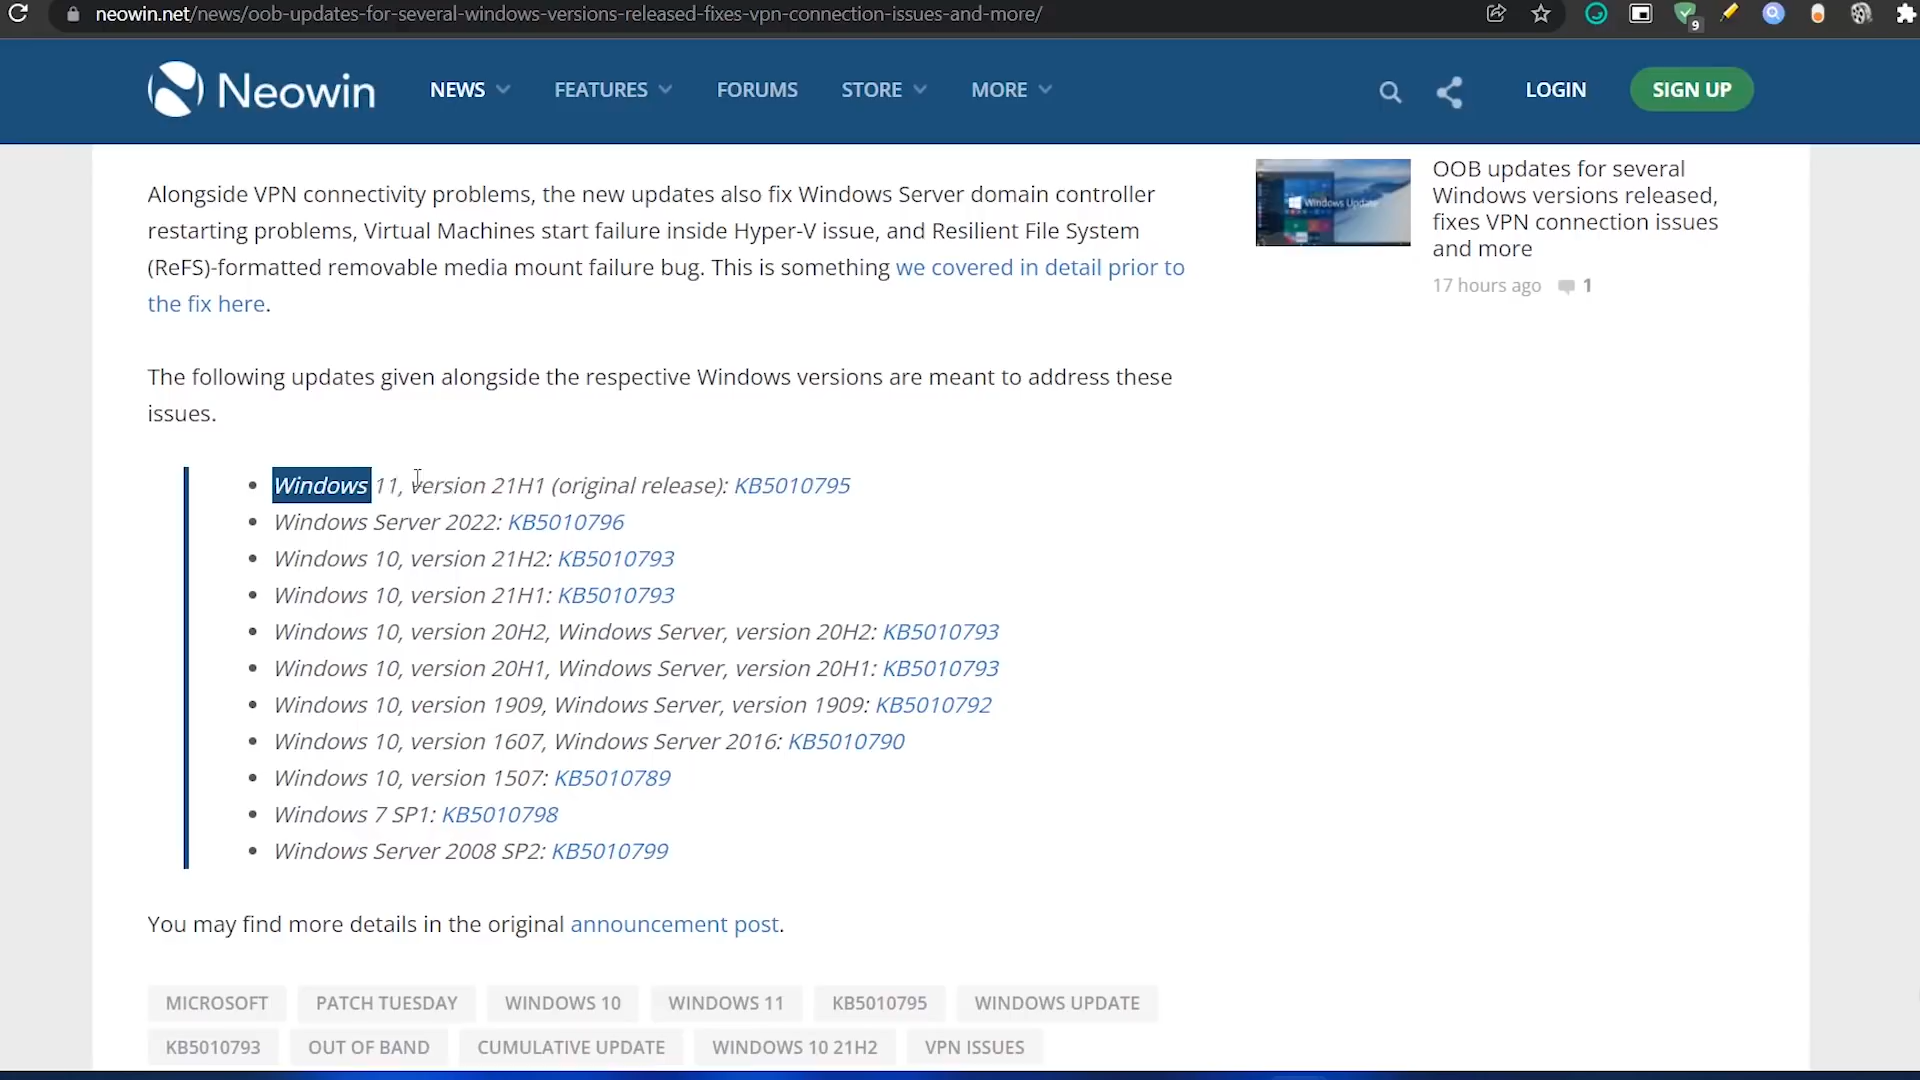 neowin.net/news/oob-updates-for-several-windows-versions-released-fixes-vpn-connection-issues-and-more/
9
Neowin
NEWS
FEATURES
FORUMS
STORE
MORE
LOGIN
SIGN UP
Alongside VPN connectivity problems, the new updates also fix Windows Server domain controller
restarting problems, Virtual Machines start failure inside Hyper-V issue, and Resilient File System
(ReFS)-formatted removable media mount failure bug. This is something we covered in detail prior to
the fix here.
The following updates given alongside the respective Windows versions are meant to address these
issues.
Windows 11, version 21H1 (original release): KB5010795
Windows Server 2022: KB5010796
Windows 10, version 21H2: KB5010793
Windows 10, version 21H1: KB5010793
Windows 10, version 20H2, Windows Server, version 20H2: KB5010793
Windows 10, version 20H1, Windows Server, version 20H1: KB5010793
Windows 10, version 1909, Windows Server, version 1909: KB5010792
Windows 10, version 1607, Windows Server 2016: KB5010790
Windows 10, version 1507: KB5010789
Windows 7 SP1: KB5010798
Windows Server 2008 SP2: KB5010799
You may find more details in the original announcement post.
MICROSOFT
PATCH TUESDAY
WINDOWS 10
WINDOWS 11
KB5010795
WINDOWS UPDATE
KB5010793
OUT OF BAND
CUMULATIVE UPDATE
WINDOWS 10 21H2
VPN ISSUES
Windows Update
OOB updates for several
Windows versions released,
fixes VPN connection issues
and more
17 hours ago 1